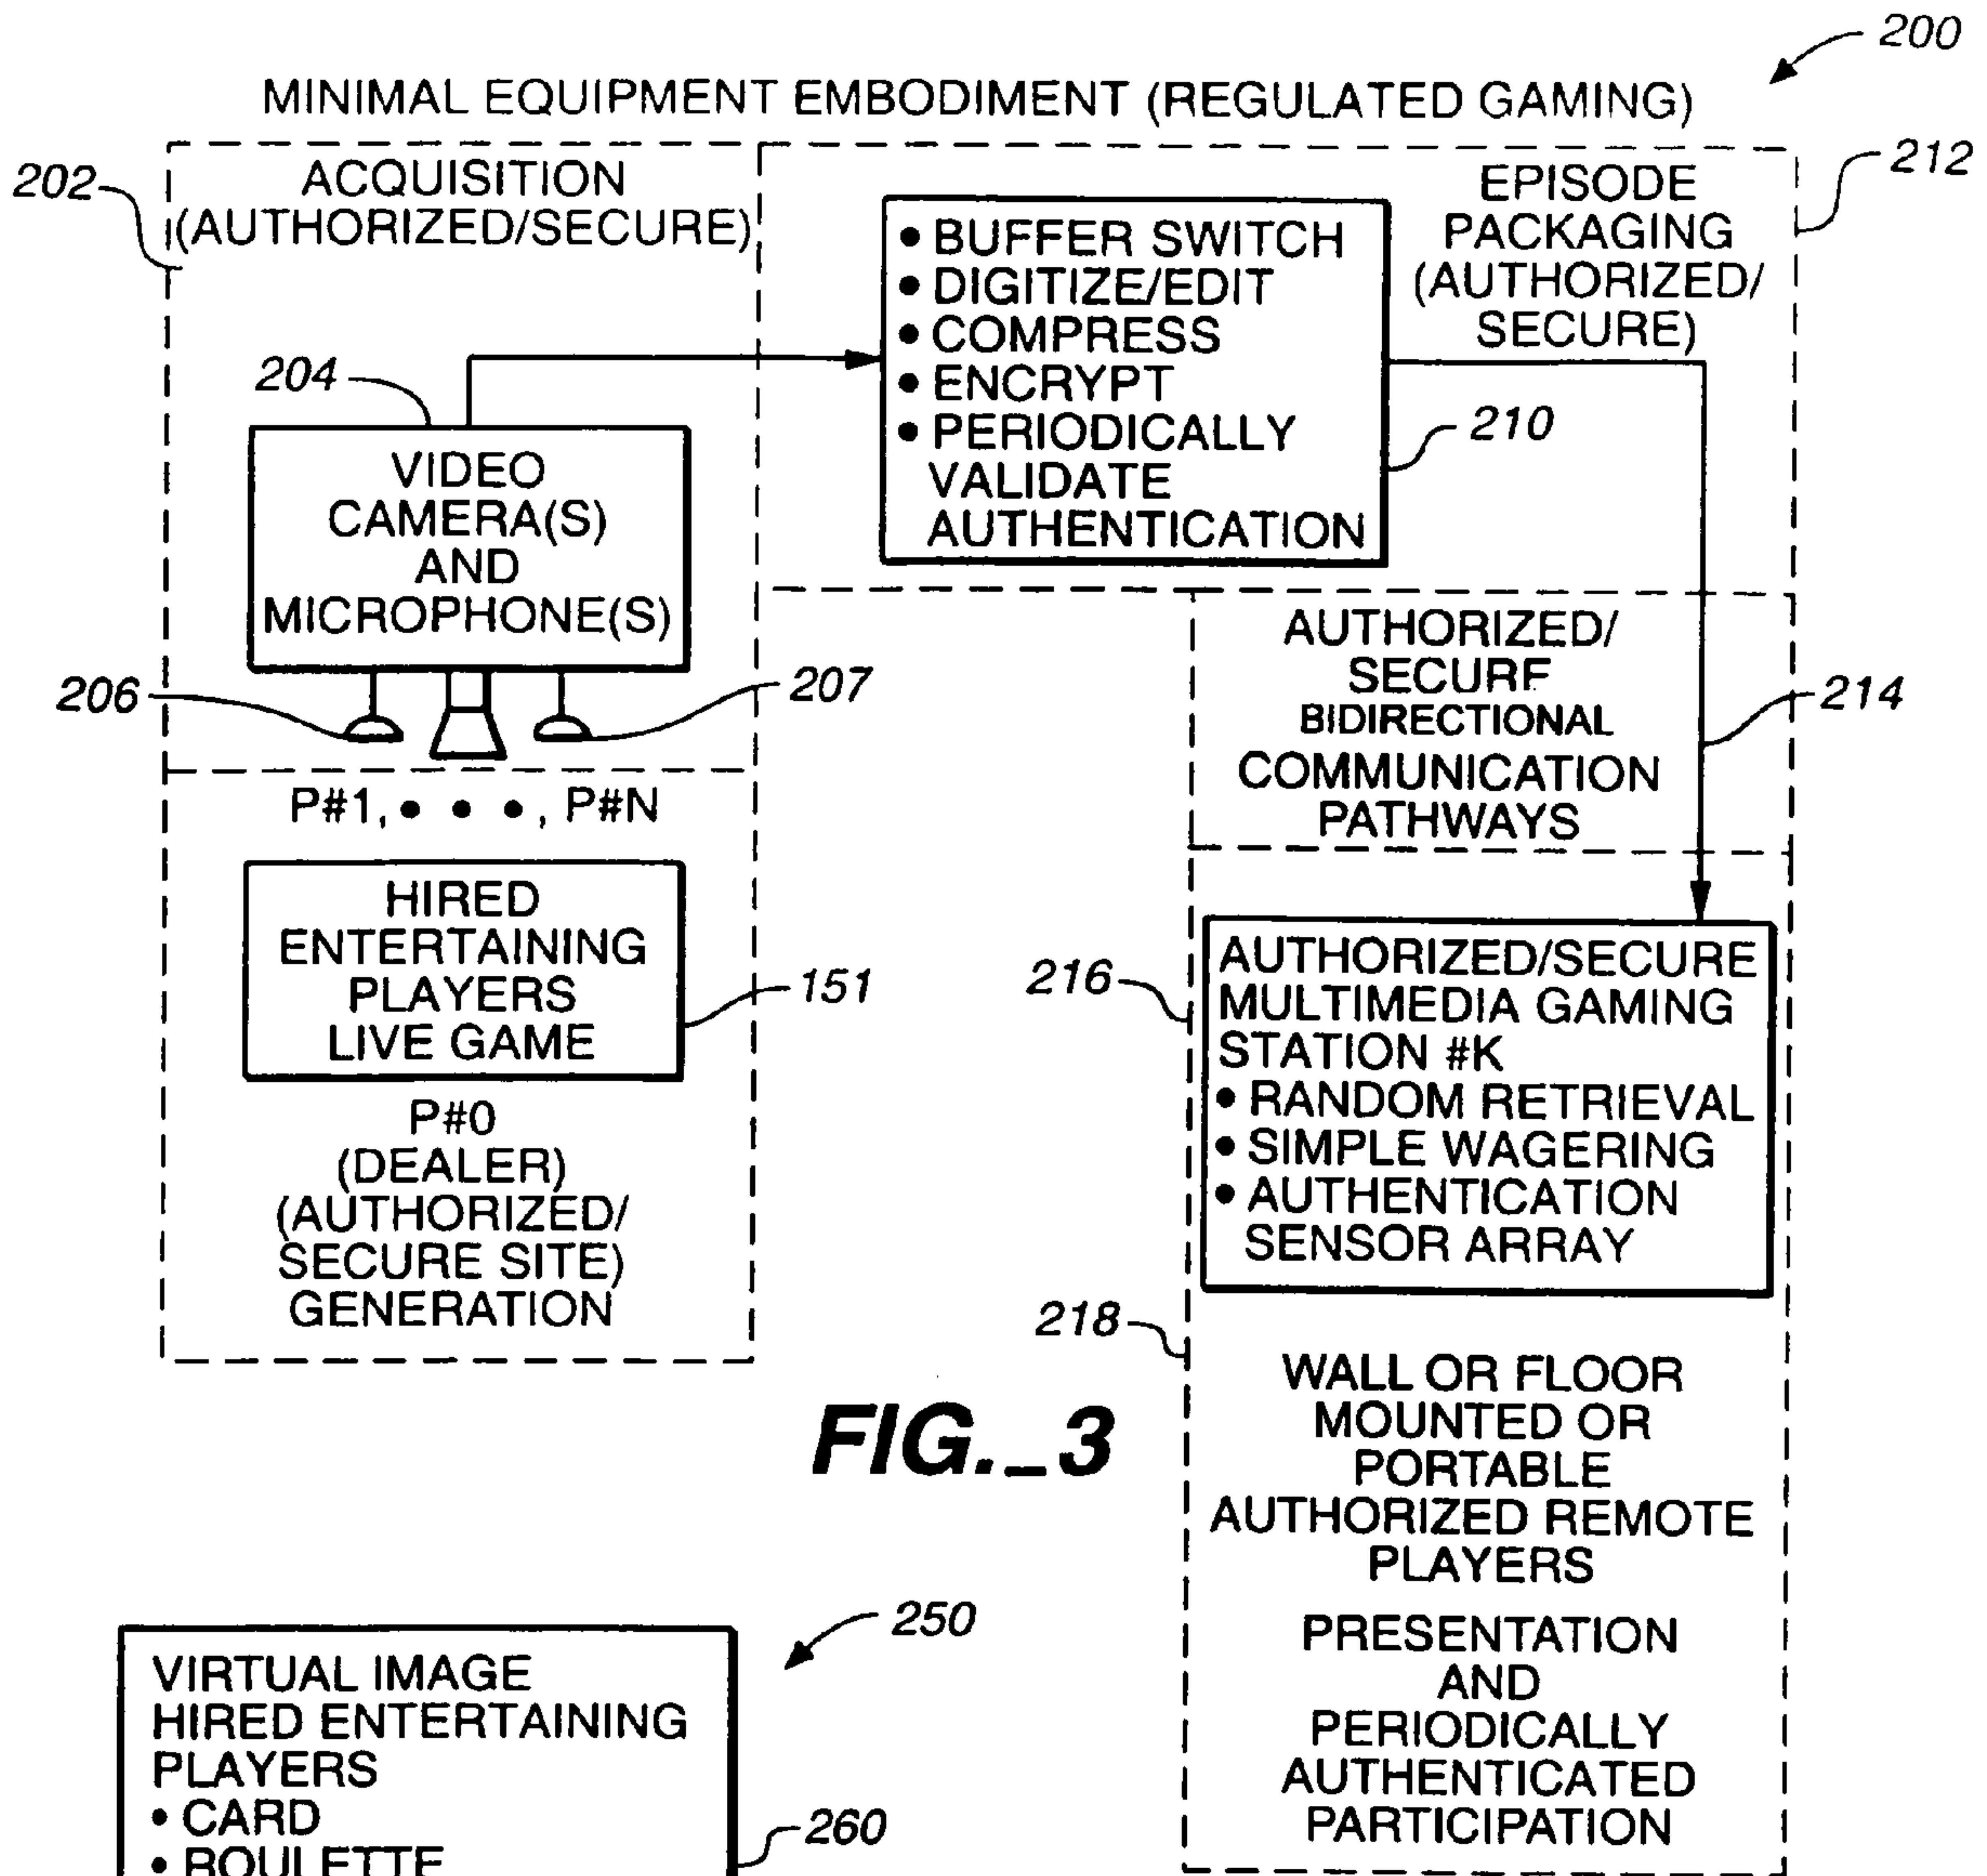 200
MINIMAL EQUIPMENT EMBODIMENT (REGULATED GAMING)
202
ACQUISITION
(AUTHORIZED/SECURE)
204
VIDEO
CAMERA(S)
AND
MICROPHONE(S)
206
207
P#1, • • •, P#N
HIRED
ENTERTAINING
PLAYERS
LIVE GAME
151
P#0
(DEALER)
(AUTHORIZED/
SECURE SITE)
GENERATION
• BUFFER SWITCH
• DIGITIZE/EDIT
• COMPRESS
• ENCRYPT
• PERIODICALLY
VALIDATE
AUTHENTICATION
210
EPISODE
PACKAGING
(AUTHORIZED/
SECURE)
212
AUTHORIZED/
SECURE
BIDIRECTIONAL
COMMUNICATION
PATHWAYS
214
216
AUTHORIZED/SECURE
MULTIMEDIA GAMING
STATION #K
• RANDOM RETRIEVAL
• SIMPLE WAGERING
• AUTHENTICATION
SENSOR ARRAY
218
WALL OR FLOOR
MOUNTED OR
PORTABLE
AUTHORIZED REMOTE
PLAYERS
PRESENTATION
AND
PERIODICALLY
AUTHENTICATED
PARTICIPATION
FIG._3
250
VIRTUAL IMAGE
HIRED ENTERTAINING
PLAYERS
• CARD
• ROULETTE
260